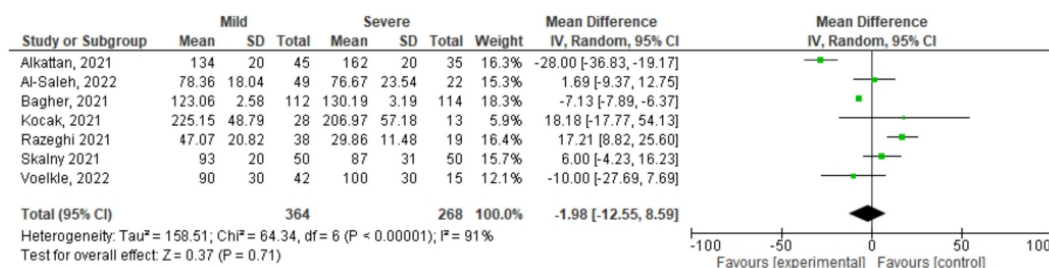 Mild Severe Mean Difference Mean Difference
Study or Subgroup Mean SD Total Mean SD Total Weight IV, Random, 95% CI IV, Random, 95% CI
Alkattan, 2021 134 20 45 162 20 35 16.3% -28.00 [-36.83, -19.17]
Al-Saleh, 2022 78.36 18.04 49 76.67 23.54 22 15.3% 1.69 [-9.37, 12.75]
Bagher, 2021 123.06 2.58 112 130.19 3.19 114 18.3% -7.13 [-7.89, -6.37]
Kocak, 2021 225.15 48.79 28 206.97 57.18 13 5.9% 18.18 [-17.77, 54.13]
Razeghi, 2021 47.07 20.82 38 29.86 11.48 19 16.4% 17.21 [8.82, 25.60]
Skalny 2021 93 20 50 87 31 50 15.7% 6.00 [-4.23, 16.23]
Voelkle, 2022 90 30 42 100 30 15 12.1% -10.00 [-27.69, 7.69]
Total (95% CI) 364 268 100.0% -1.98 [-12.55, 8.59]
Heterogeneity: Tau² = 158.51; Chi² = 64.34, df = 6 (P < 0.00001); I² = 91%
Test for overall effect: Z = 0.37 (P = 0.71)
-100 -50 0 50 100
Favours [experimental] Favours [control]